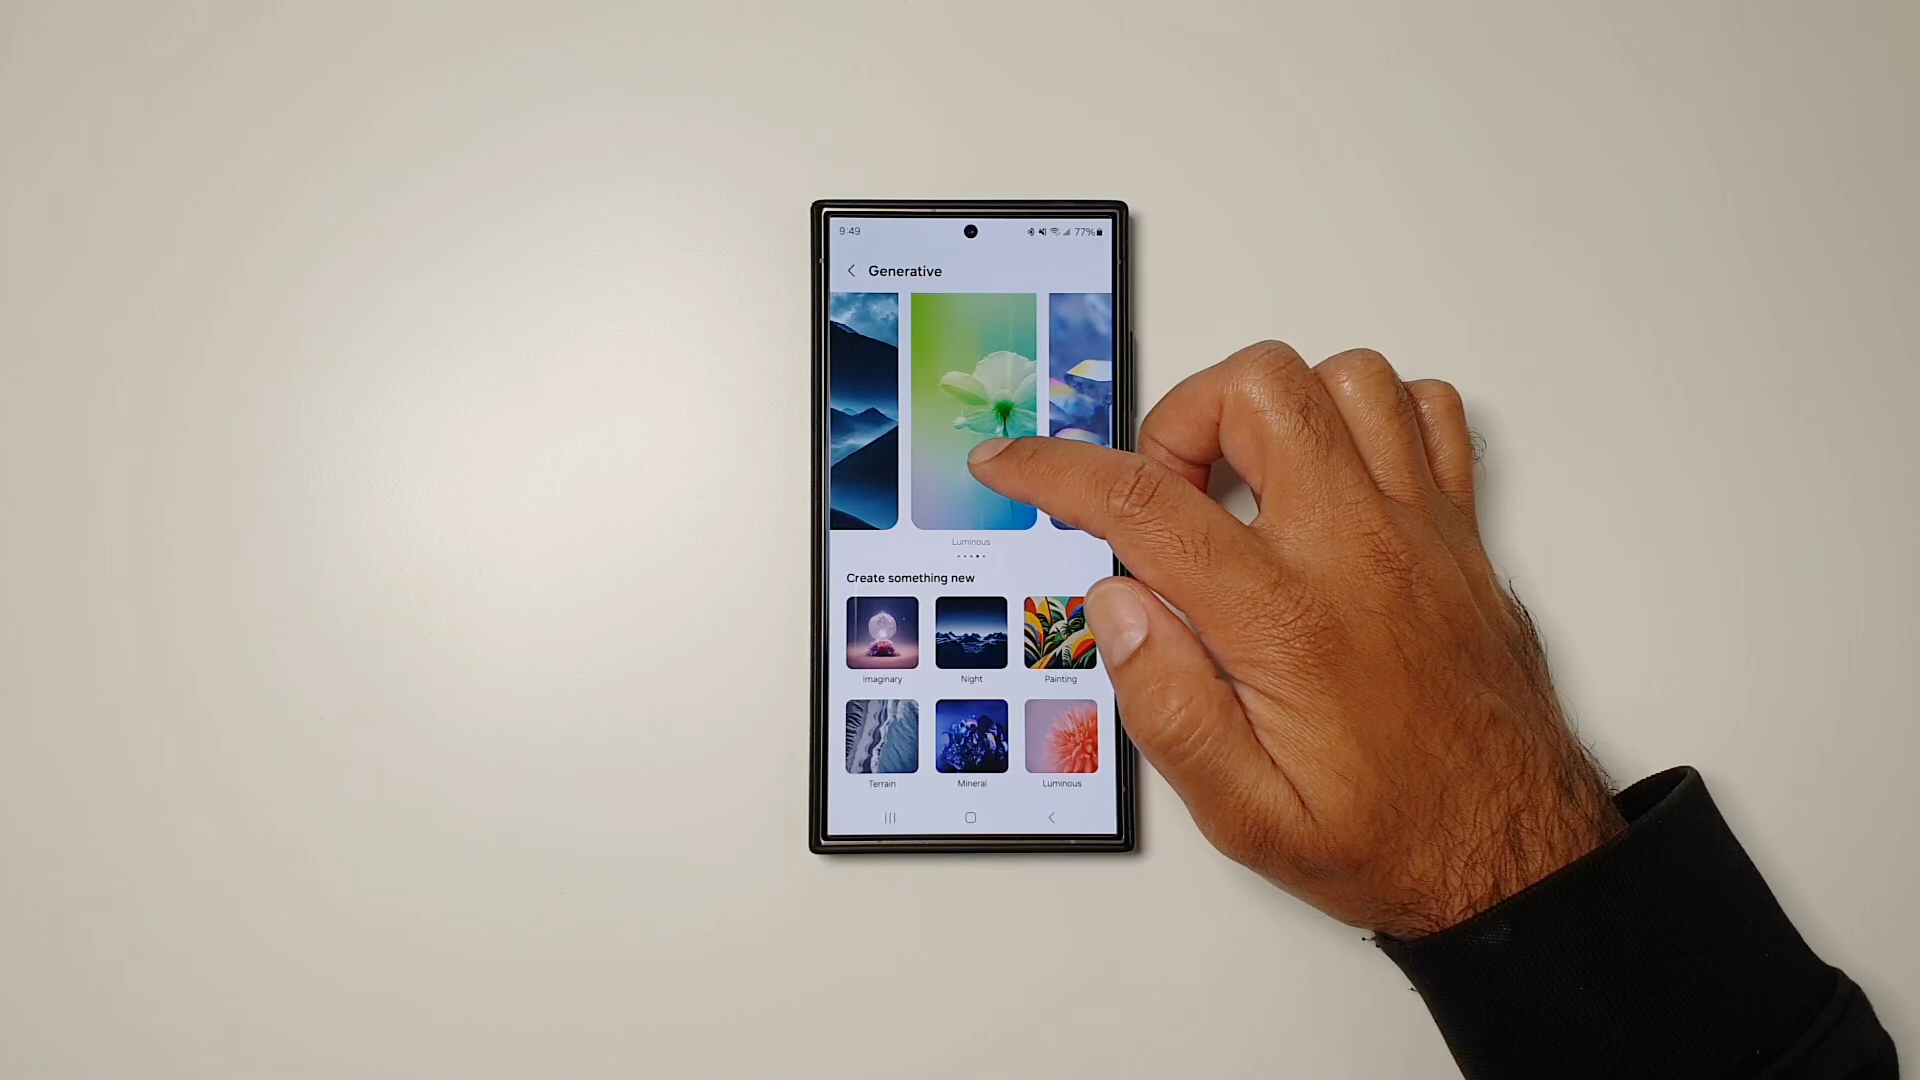 9:49 77%
Generative
Luminous
Create something new
Imaginary Night Painting
Terrain Mineral Luminous